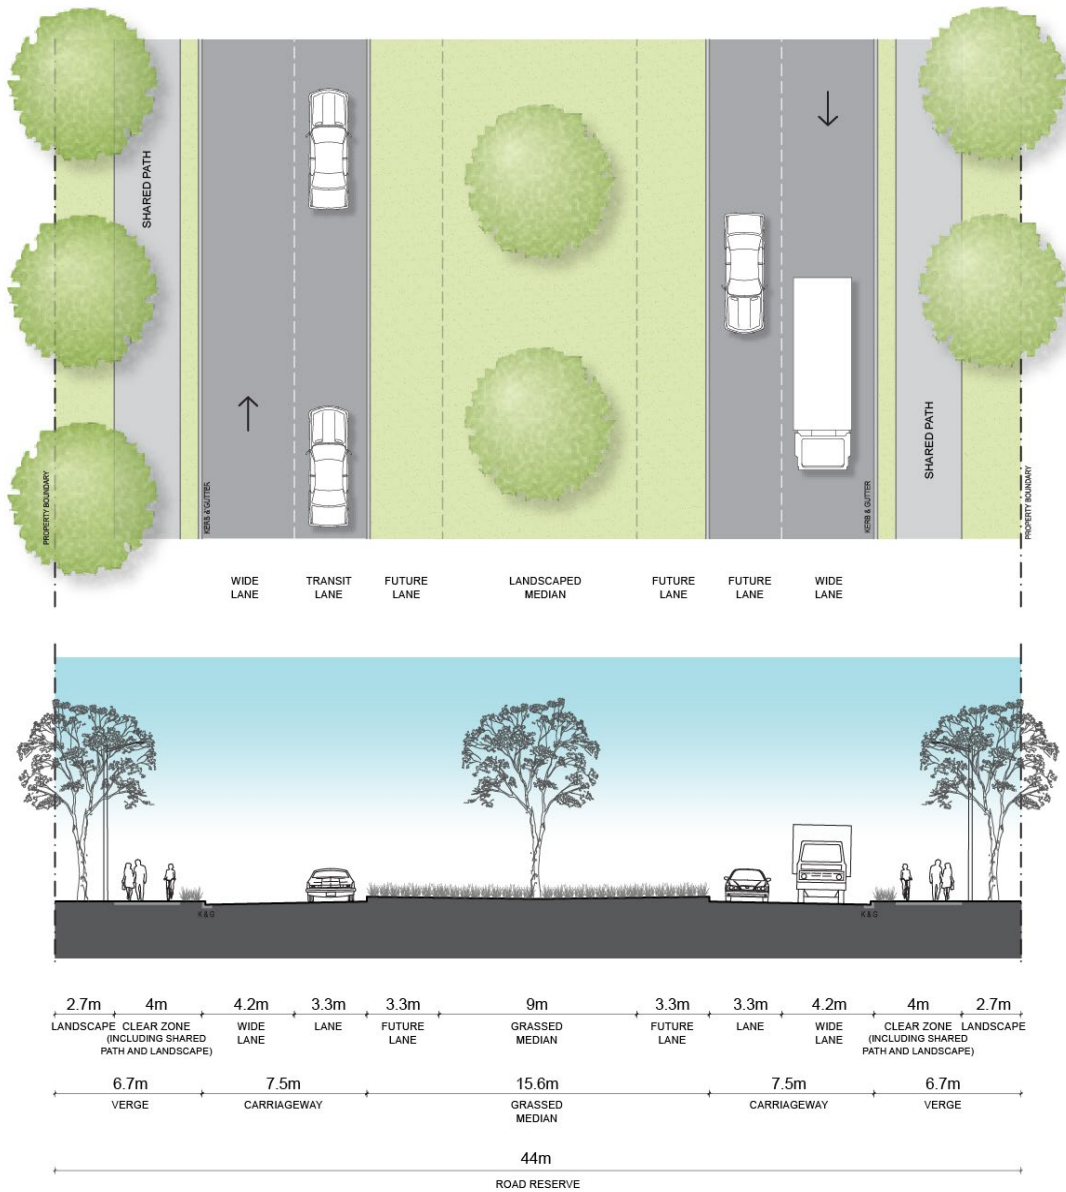 SHARED PATH
SHARED PATH
PROPERTY BOUNDARY
KERB & GUTTER
KERB & GUTTER
PROPERTY BOUNDARY
WIDE LANE
TRANSIT LANE
FUTURE LANE
LANDSCAPED MEDIAN
FUTURE LANE
FUTURE LANE
WIDE LANE
K & G
K & G
2.7m
4m
4.2m
3.3m
3.3m
9m
3.3m
3.3m
4.2m
4m
2.7m
LANDSCAPE
CLEAR ZONE
(INCLUDING SHARED
PATH AND LANDSCAPE)
WIDE
LANE
LANE
FUTURE
LANE
GRASSED
MEDIAN
FUTURE
LANE
LANE
WIDE
LANE
CLEAR ZONE
(INCLUDING SHARED
PATH AND LANDSCAPE)
LANDSCAPE
6.7m
7.5m
15.6m
7.5m
6.7m
VERGE
CARRIAGEWAY
GRASSED
MEDIAN
CARRIAGEWAY
VERGE
44m
ROAD RESERVE